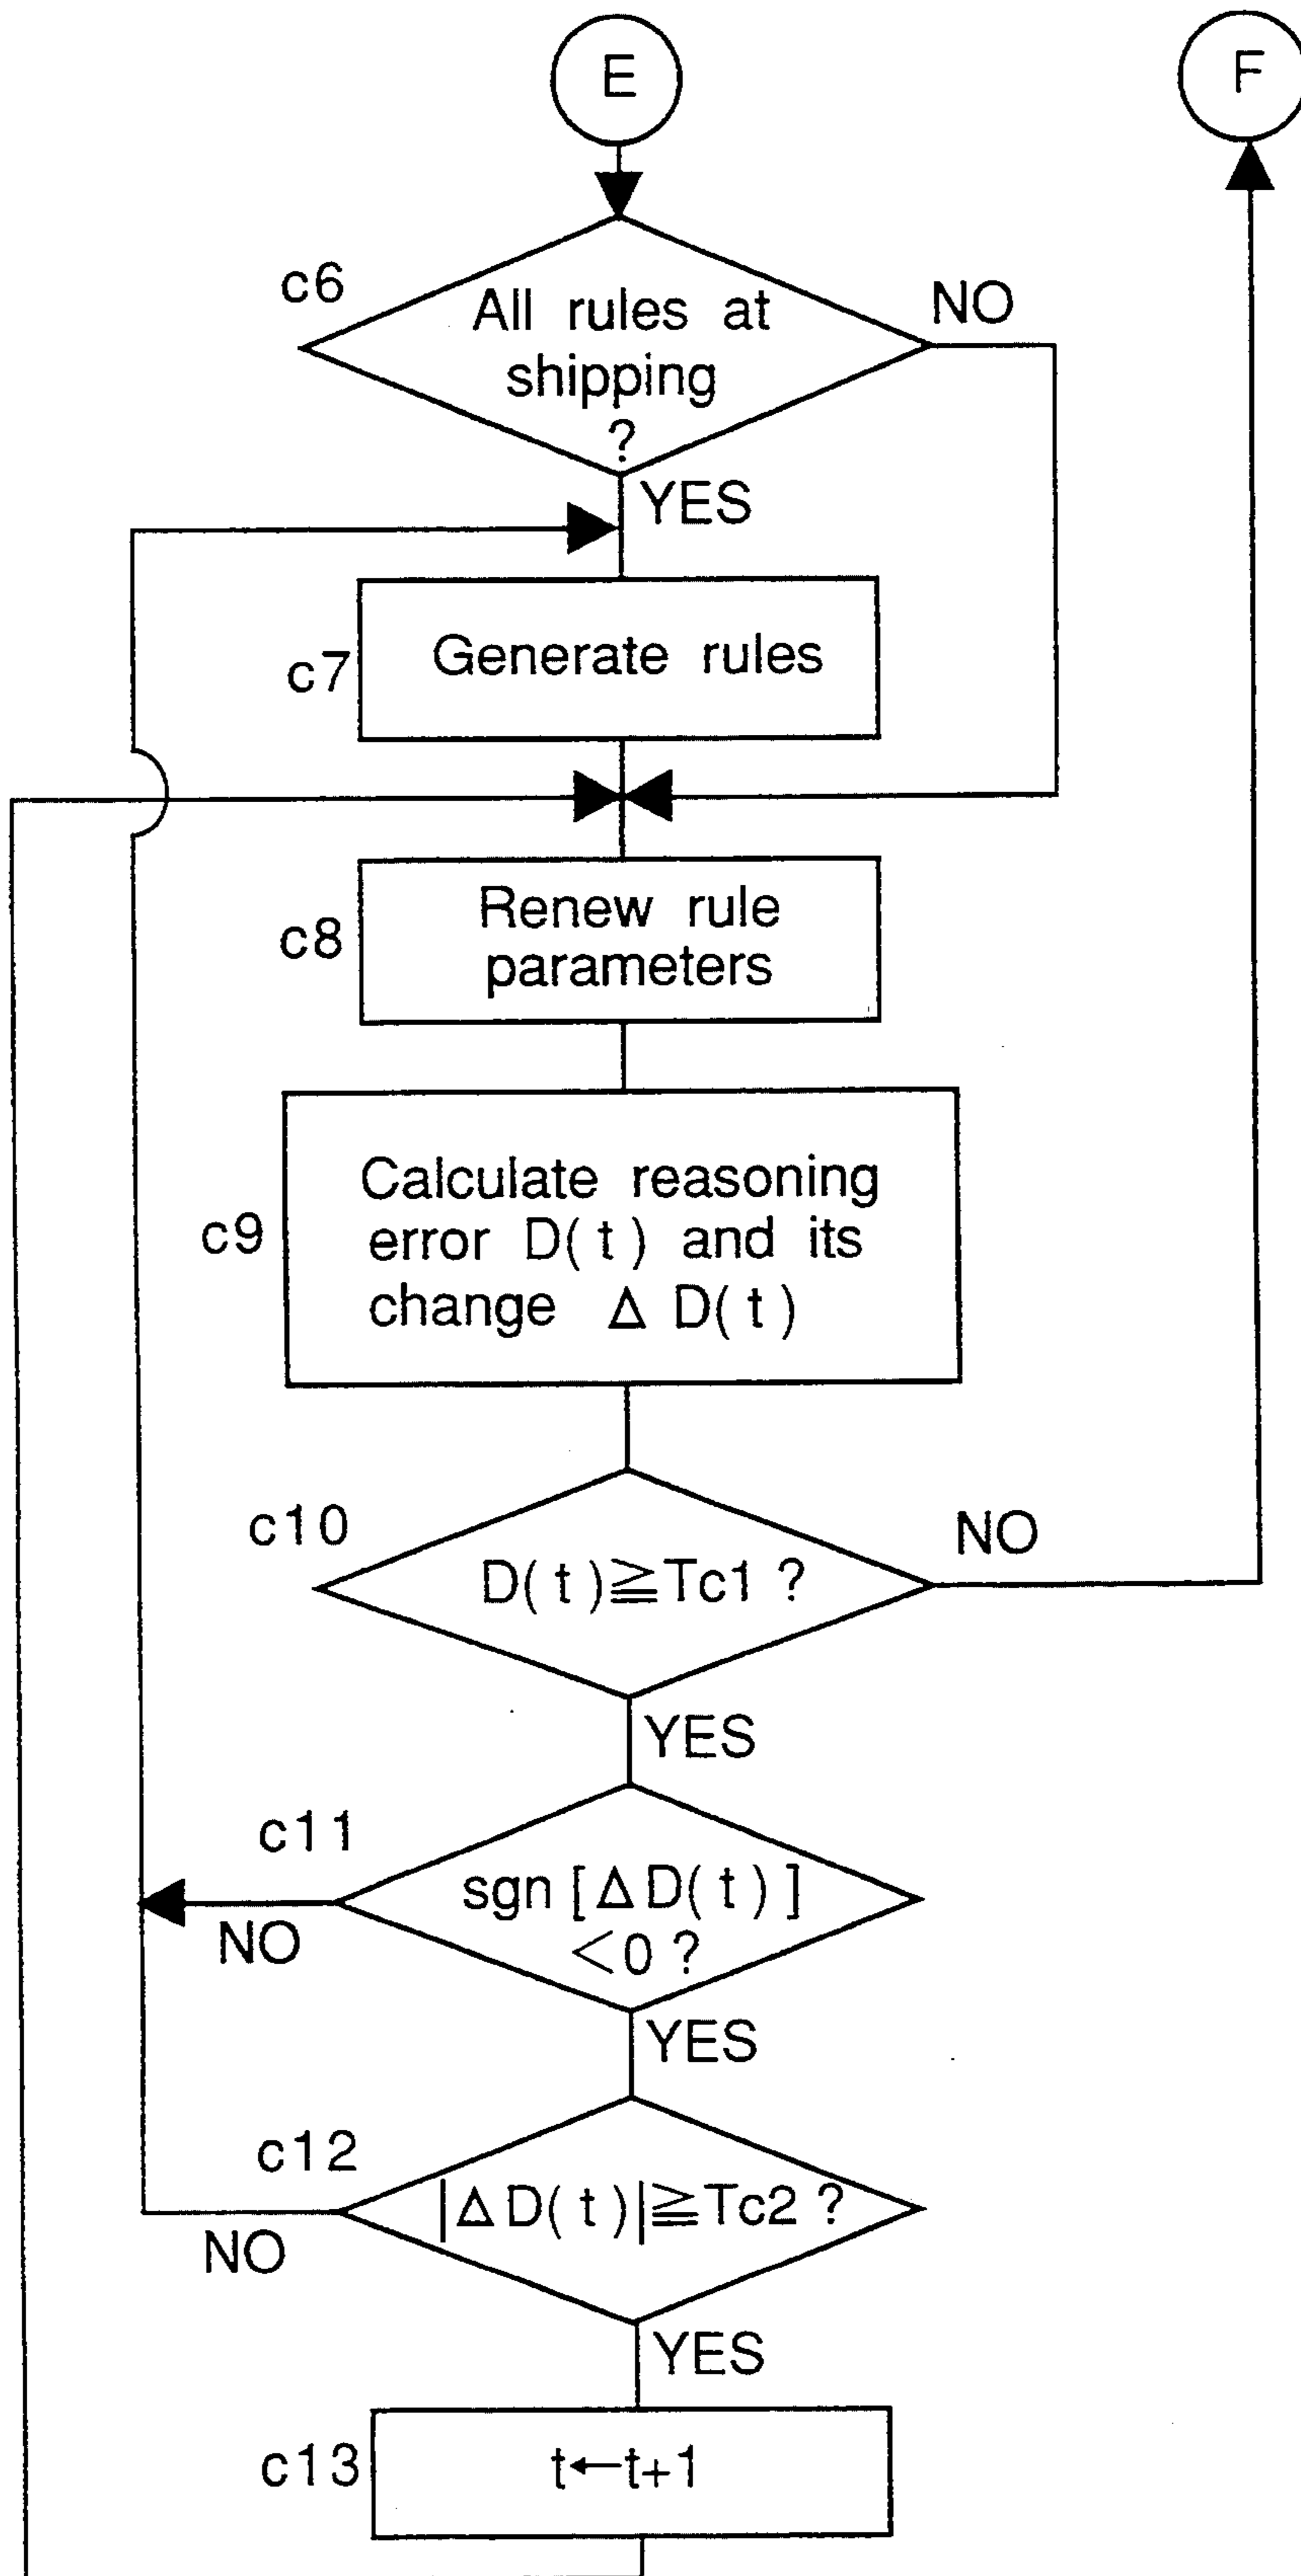 E
F
c6
All rules at
shipping
?
NO
YES
c7
Generate rules
c8
Renew rule
parameters
c9
Calculate reasoning
error D(t) and its
change Δ D(t)
c10
D(t)≧Tc1 ?
NO
YES
c11
sgn [Δ D(t)]
<0 ?
NO
YES
c12
|Δ D(t)|≧Tc2 ?
NO
YES
c13
t←t+1